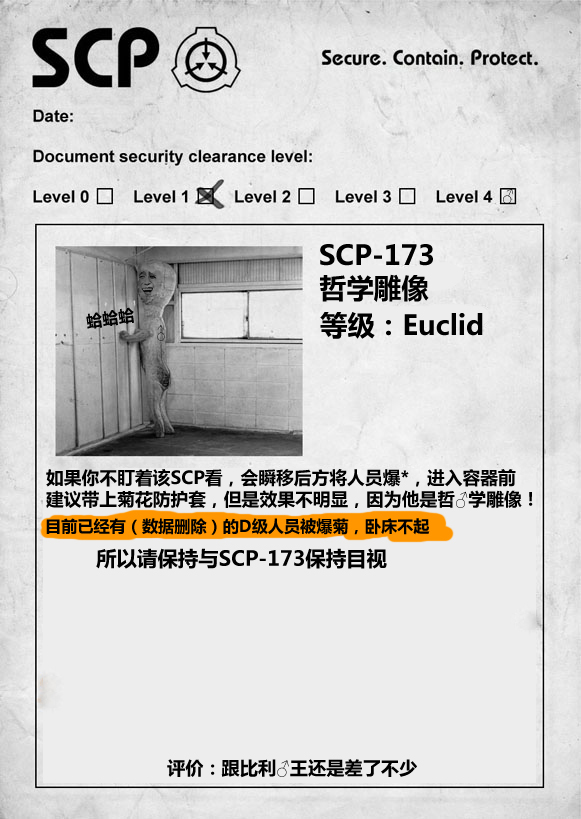 SCP
Secure. Contain. Protect.
Date:
Document security clearance level:
Level 0 Level 1 Level 2 Level 3 Level 4 ♂
SCP-173
哲学雕像
等级：Euclid
蛤蛤蛤
如果你不盯着该SCP看，会瞬移后方将人员爆*，进入容器前
建议带上菊花防护套，但是效果不明显，因为他是哲♂学雕像！
目前已经有（数据删除）的D级人员被爆菊，卧床不起
所以请保持与SCP-173保持目视
评价：跟比利♂王还是差了不少